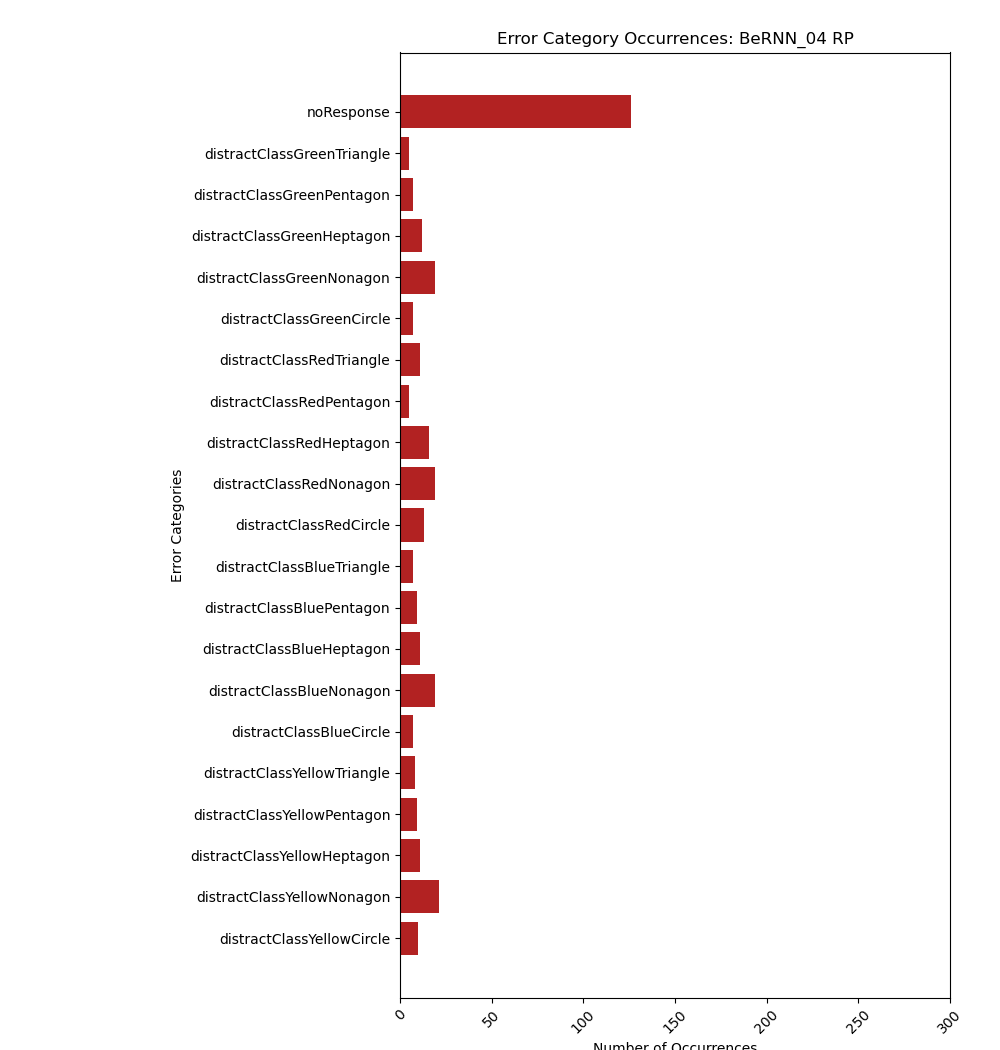 Error Category Occurrences: BeRNN_04 RP
noResponse
distractClassGreenTriangle
distractClassGreenPentagon
distractClassGreenHeptagon
distractClassGreenNonagon
distractClassGreenCircle
distractClassRedTriangle
distractClassRedPentagon
distractClassRedHeptagon
distractClassRedNonagon
distractClassRedCircle
distractClassBlueTriangle
distractClassBluePentagon
distractClassBlueHeptagon
distractClassBlueNonagon
distractClassBlueCircle
distractClassYellowTriangle
distractClassYellowPentagon
distractClassYellowHeptagon
distractClassYellowNonagon
distractClassYellowCircle
Error Categories
0 50 100 150 200 250 300
Number of Occurrences